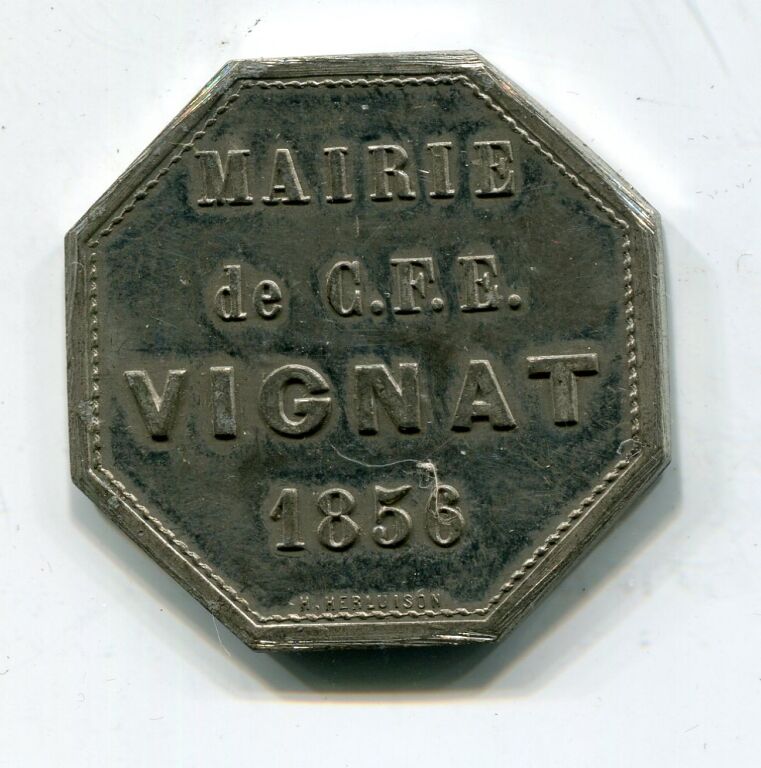 MAIRIE
de C.F.E.
VIGNAT
1856
H. HERLUISON